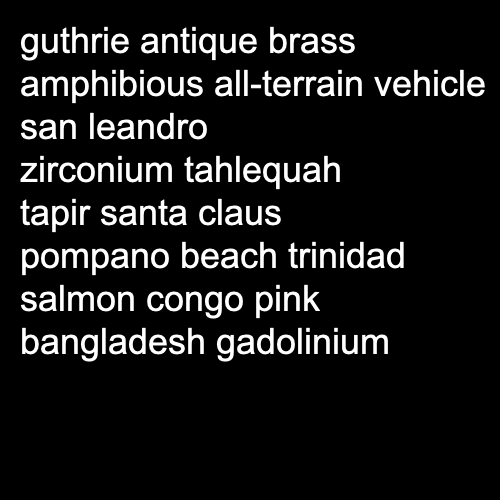 guthrie antique brass
amphibious all-terrain vehicle
san leandro
zirconium tahlequah
tapir santa claus
pompano beach trinidad
salmon congo pink
bangladesh gadolinium